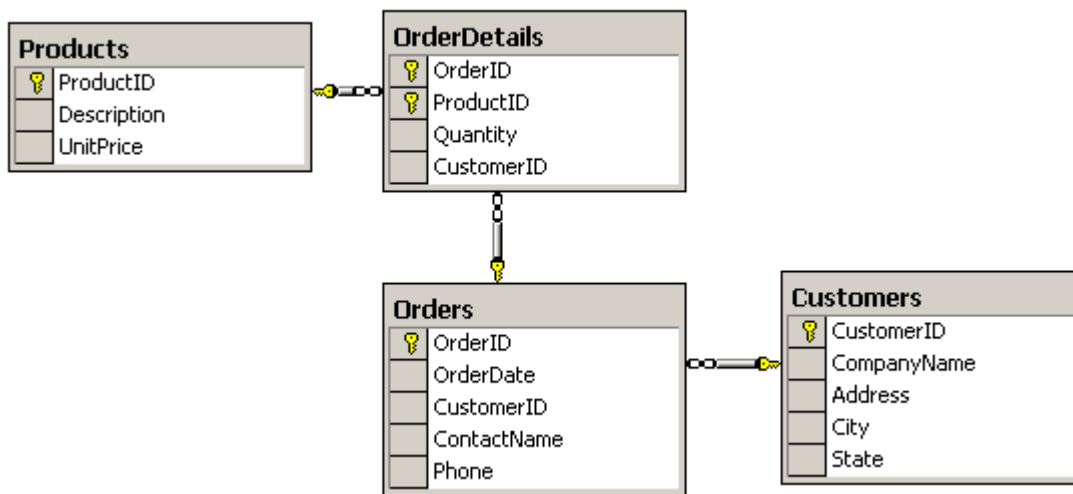 Products
ProductID
Description
UnitPrice
OrderDetails
OrderID
ProductID
Quantity
CustomerID
Orders
OrderID
OrderDate
CustomerID
ContactName
Phone
Customers
CustomerID
CompanyName
Address
City
State